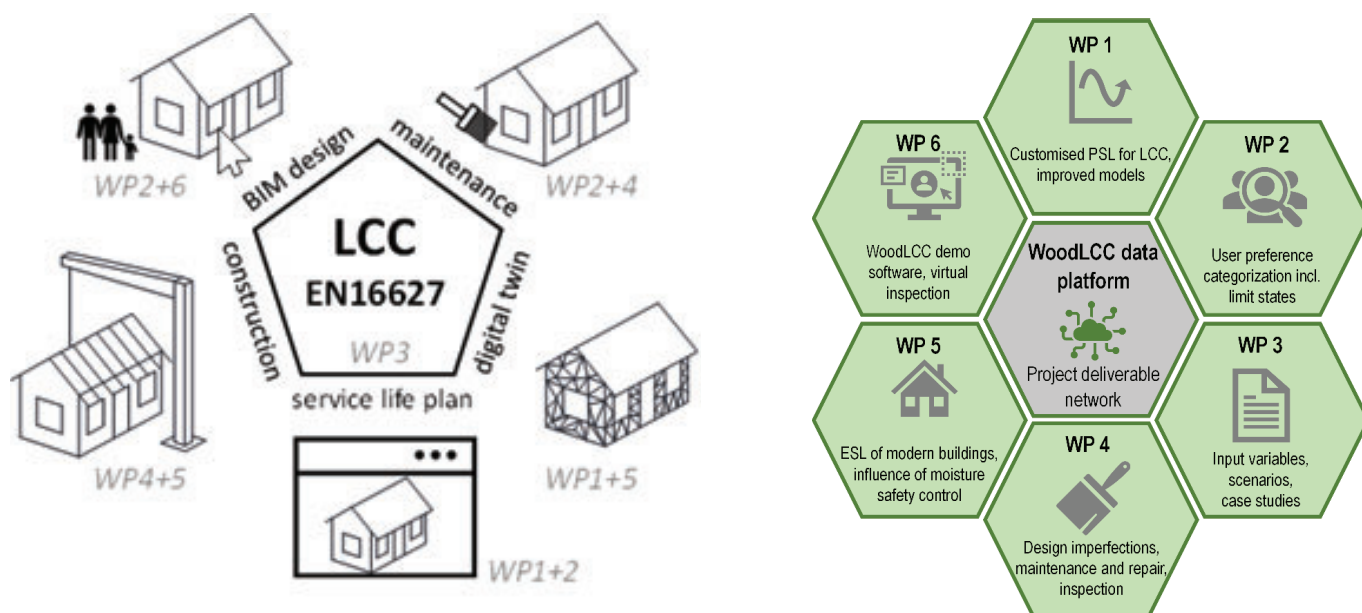 WP2+6
BIM design
maintenance
WP2+4
LCC
EN16627
WP3
construction
digital twin
service life plan
WP4+5
WP1+5
WP1+2
WP 1
Customised PSL for LCC,
improved models
WP 6
WoodLCC demo
software, virtual
inspection
WP 2
User preference
categorization incl.
limit states
WoodLCC data
platform
Project deliverable
network
WP 5
ESL of modern buildings,
influence of moisture
safety control
WP 3
Input variables,
scenarios,
case studies
WP 4
Design imperfections,
maintenance and repair,
inspection